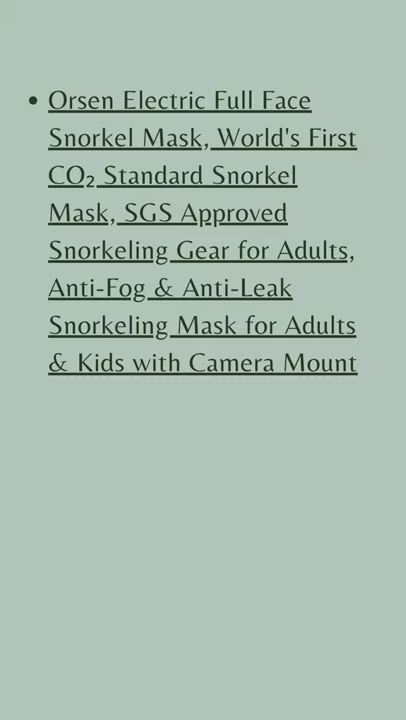 • Orsen Electric Full Face
Snorkel Mask, World's First
CO₂ Standard Snorkel
Mask, SGS Approved
Snorkeling Gear for Adults,
Anti-Fog & Anti-Leak
Snorkeling Mask for Adults
& Kids with Camera Mount